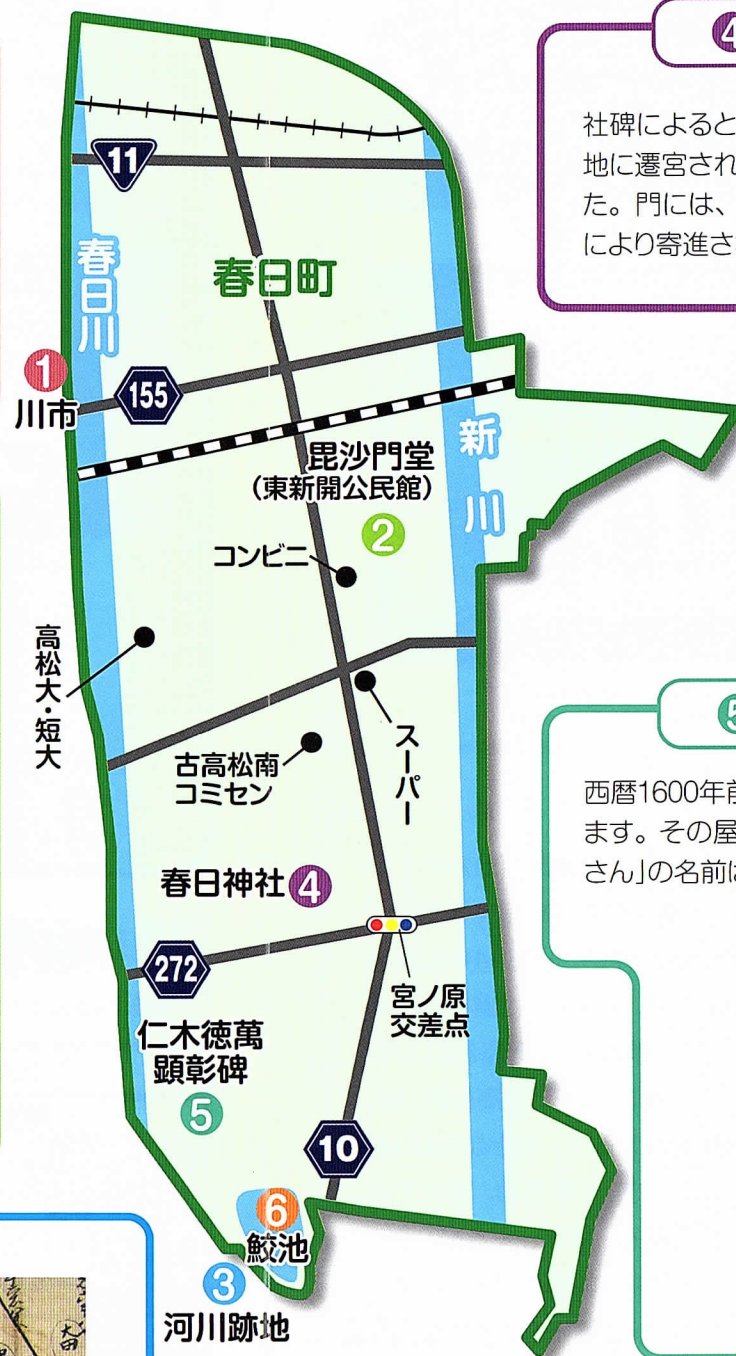 4
社碑によると
地に遷宮され
た。門には、
により寄進さ
11
春日川
春日町
1
川市
155
毘沙門堂
(東新開公民館)
2
新川
コンビニ
高松大・短大
スーパー
古高松南
コミセン
5
西暦1600年前
ます。その屋
さん」の名前は
春日神社 4
272
宮ノ原
交差点
仁木徳萬
顕彰碑
5
10
6
鮫池
3
河川跡地
太田